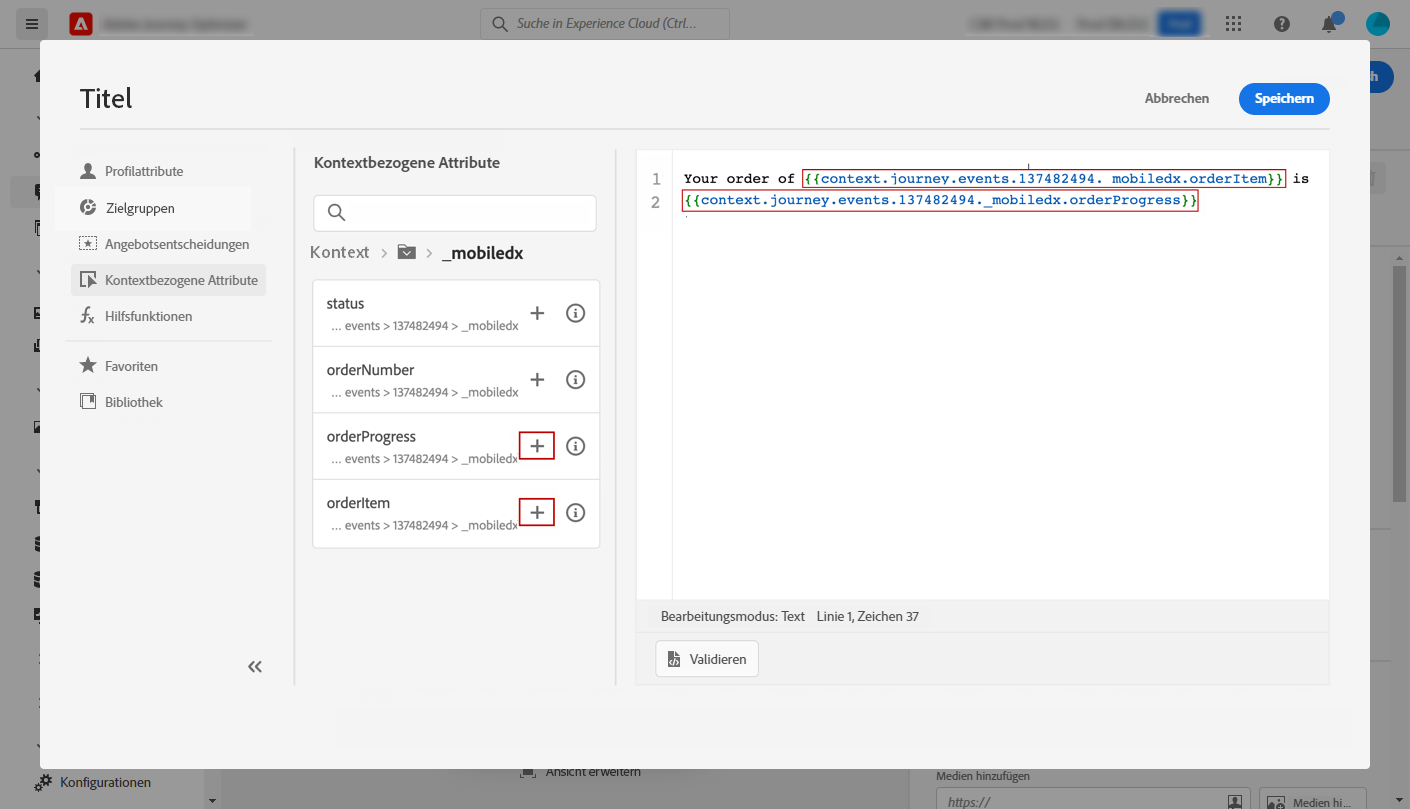 Suche in Experience Cloud (Ctrl...
Titel
Abbrechen
Speichern
Profilattribute
Zielgruppen
Angebotsentscheidungen
Kontextbezogene Attribute
Hilfsfunktionen
Favoriten
Bibliothek
Kontextbezogene Attribute
Kontext > > _mobiledx
status
... events > 137482494 > _mobiledx
orderNumber
... events > 137482494 > _mobiledx
orderProgress
... events > 137482494 > _mobiledx
orderItem
... events > 137482494 > _mobiledx
1 Your order of {{context.journey.events.137482494._mobiledx.orderItem}} is
2 {{context.journey.events.137482494._mobiledx.orderProgress}}
Bearbeitungsmodus: Text Linie 1, Zeichen 37
Validieren
Konfigurationen
Ansicht erweitern
Medien hinzufügen
https://
Medien hi...